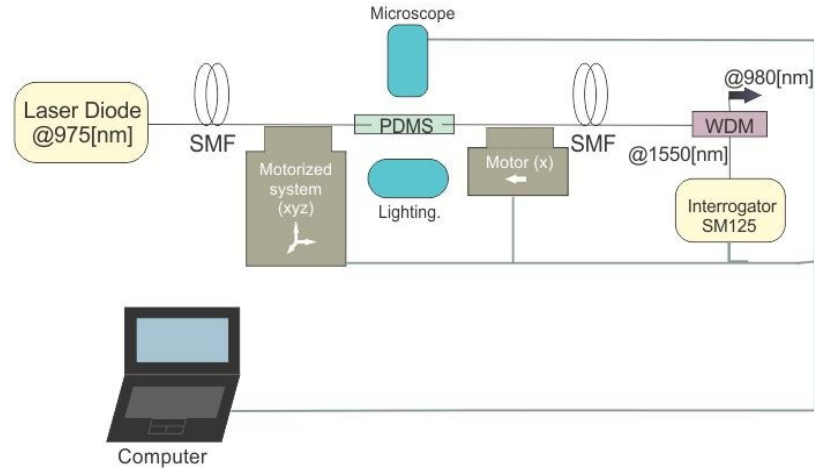 Microscope
@980[nm]
Laser Diode
@975[nm]
SMF
PDMS
SMF
WDM
@1550[nm]
Motorized
system
(xyz)
Motor (x)
Lighting.
Interrogator
SM125
Computer